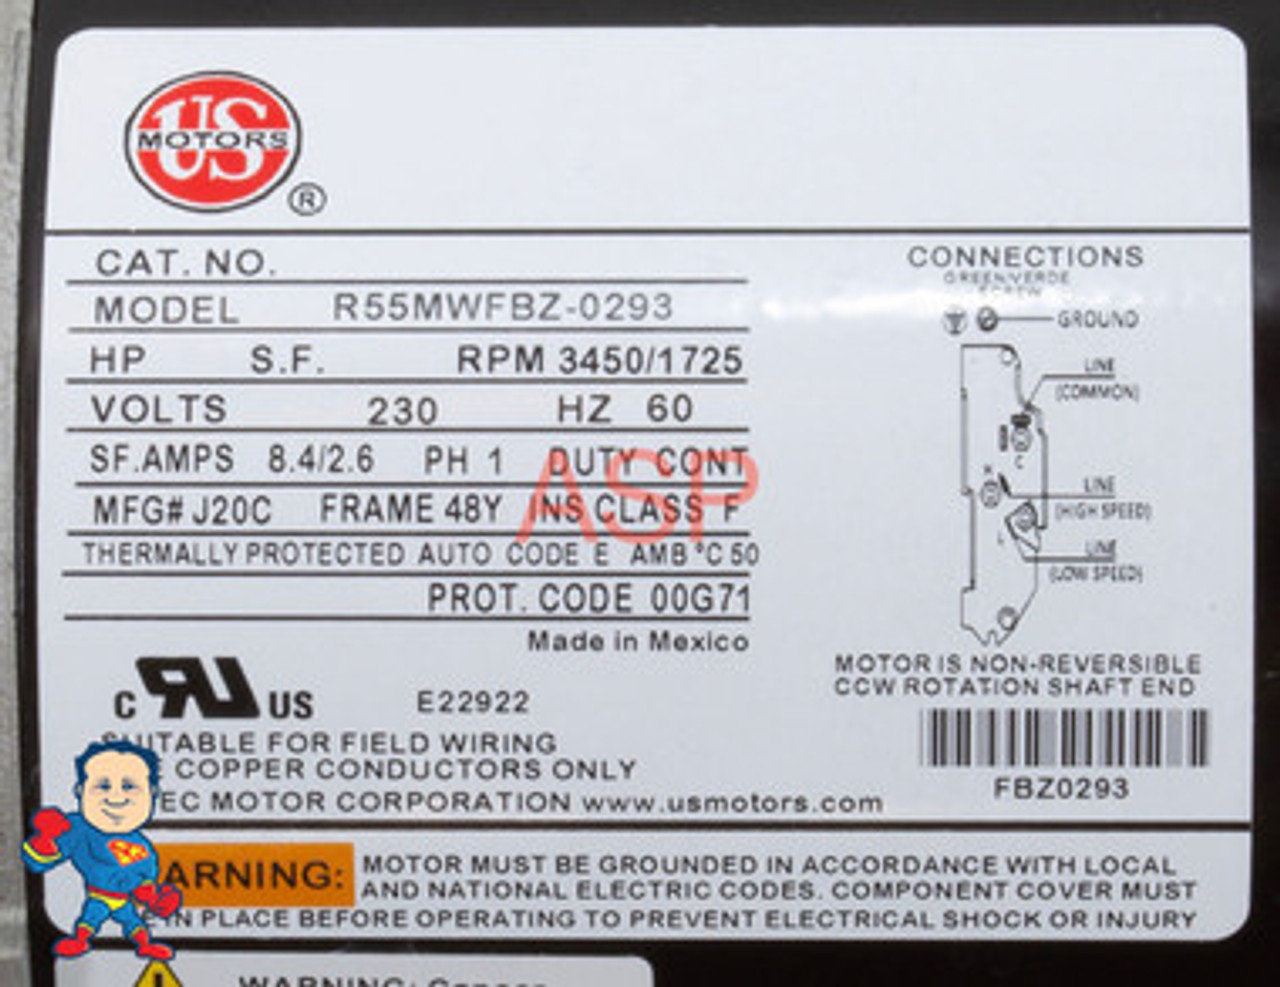 US
MOTORS
®
CAT. NO.
MODEL R55MWFBZ-0293
HP S.F. RPM 3450/1725
VOLTS 230 HZ 60
SF.AMPS 8.4/2.6 PH 1 DUTY CONT
MFG# J20C FRAME 48Y INS CLASS F
THERMALLY PROTECTED AUTO CODE E AMB °C 50
PROT. CODE 00G71
Made in Mexico
ASP
CONNECTIONS
GREEN/VERDE
SCREW
GROUND
LINE
(COMMON)
C
H
LINE
(HIGH SPEED)
L
LINE
(LOW SPEED)
MOTOR IS NON-REVERSIBLE
CCW ROTATION SHAFT END
FBZ0293
C RU US E22922
SUITABLE FOR FIELD WIRING
COPPER CONDUCTORS ONLY
EC MOTOR CORPORATION www.usmotors.com
ARNING: MOTOR MUST BE GROUNDED IN ACCORDANCE WITH LOCAL
AND NATIONAL ELECTRIC CODES. COMPONENT COVER MUST
IN PLACE BEFORE OPERATING TO PREVENT ELECTRICAL SHOCK OR INJURY
WARNING: